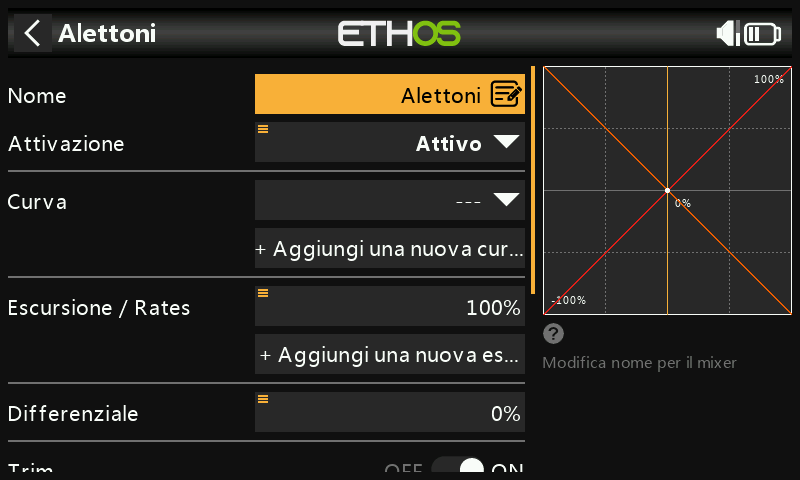 Alettoni
ETHOS
Nome
Alettoni
Attivazione
Attivo
Curva
---
+ Aggiungi una nuova cur...
Escursione / Rates
100%
+ Aggiungi una nuova es...
Differenziale
0%
Trim
OFF
ON
100%
0%
-100%
?
Modifica nome per il mixer